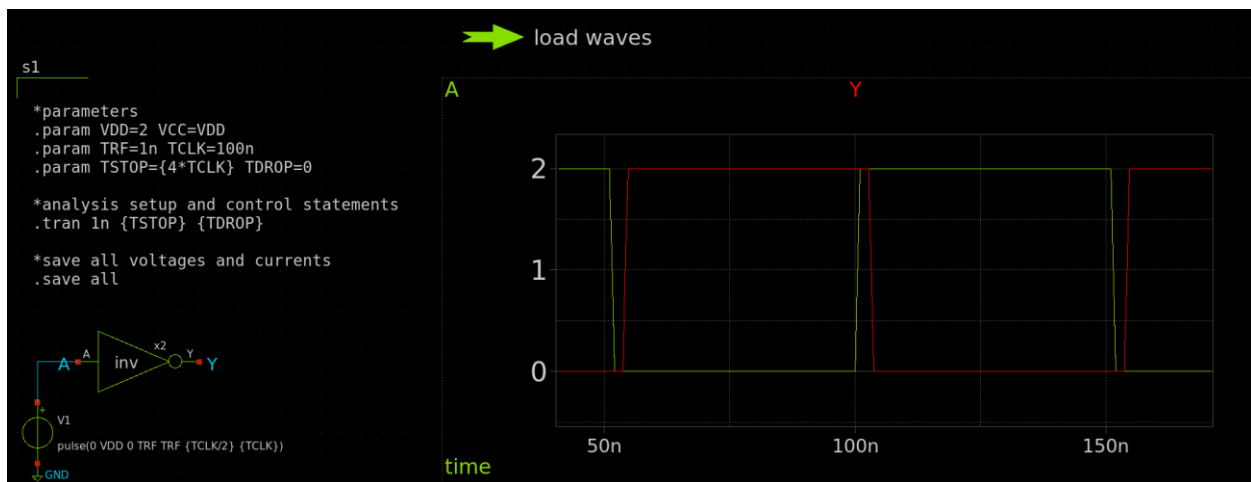 load waves
s1
*parameters
.param VDD=2 VCC=VDD
.param TRF=1n TCLK=100n
.param TSTOP={4*TCLK} TDROP=0
*analysis setup and control statements
.tran 1n {TSTOP} {TDROP}
*save all voltages and currents
.save all
A A inv x2 Y Y
V1
+
pulse(0 VDD 0 TRF TRF {TCLK/2} {TCLK})
GND
A Y
2
1
0
50n 100n 150n
time